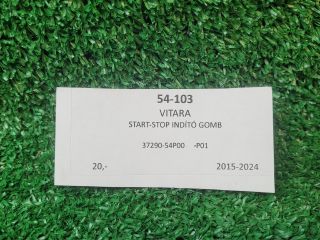 54-103
VITARA
START-STOP INDÍTÓ GOMB
37290-54P00 -P01
20,- 2015-2024